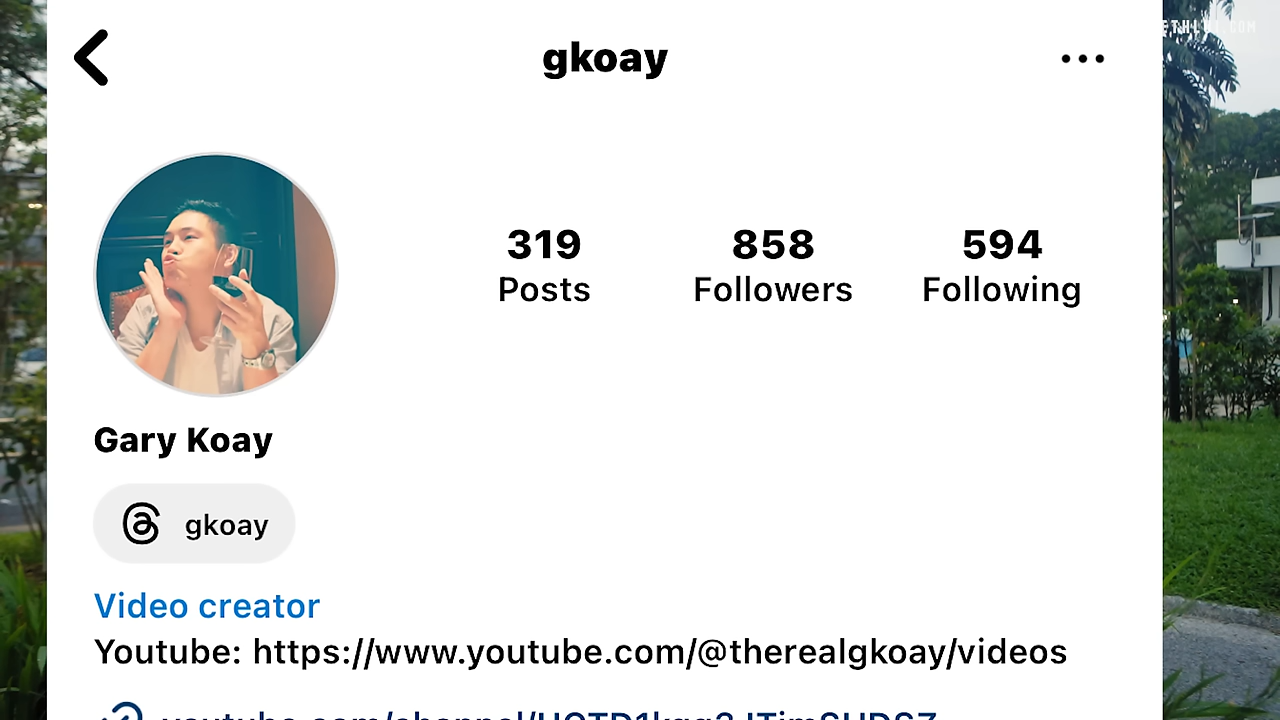 gkoay
319 858 594
Posts Followers Following
Gary Koay
gkoay
Video creator
Youtube: https://www.youtube.com/@therealgkoay/videos